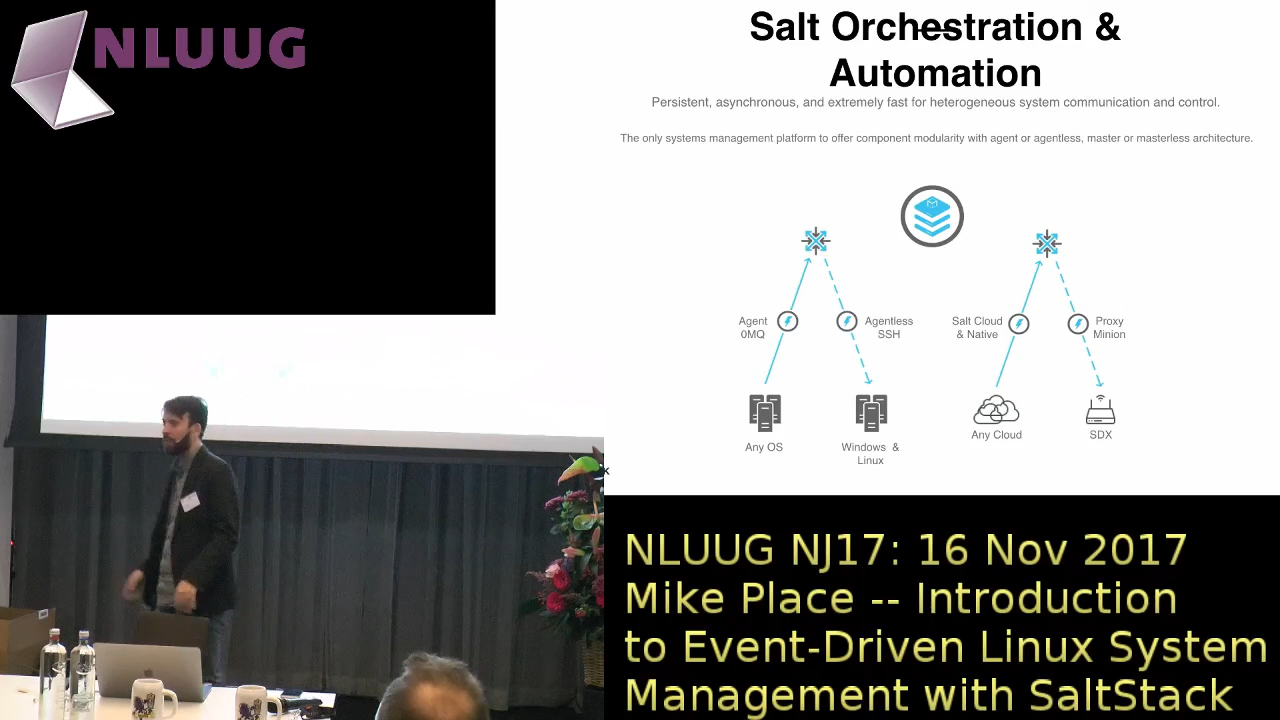 NLUUG
Salt Orchestration &
Automation
Persistent, asynchronous, and extremely fast for heterogeneous system communication and control.
The only systems management platform to offer component modularity with agent or agentless, master or masterless architecture.
Agent
0MQ
Agentless
SSH
Salt Cloud
& Native
Proxy
Minion
Any OS
Windows &
Linux
Any Cloud
SDX
x
NLUUG NJ17: 16 Nov 2017
Mike Place -- Introduction
to Event-Driven Linux System
Management with SaltStack